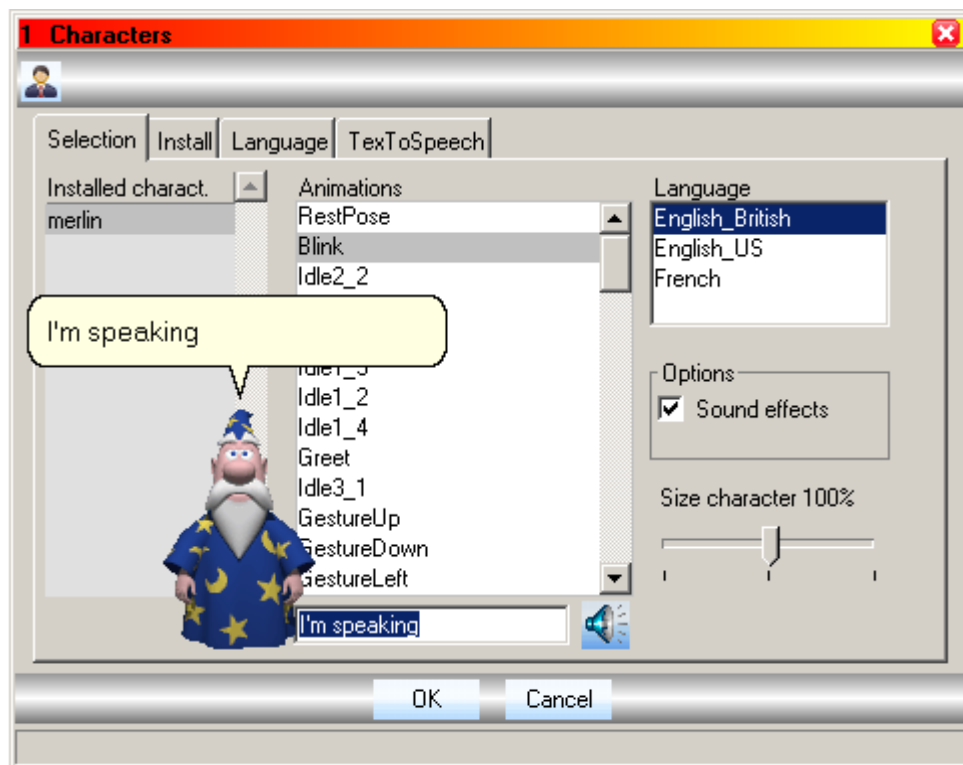 1 Characters
Selection
Install
Language
TexToSpeech
Installed charact.
merlin
Animations
RestPose
Blink
Idle2_2
I'm speaking
Idle1_2
Idle1_4
Greet
Idle3_1
GestureUp
GestureDown
GestureLeft
I'm speaking
Language
English_British
English_US
French
Options
Sound effects
Size character 100%
OK
Cancel